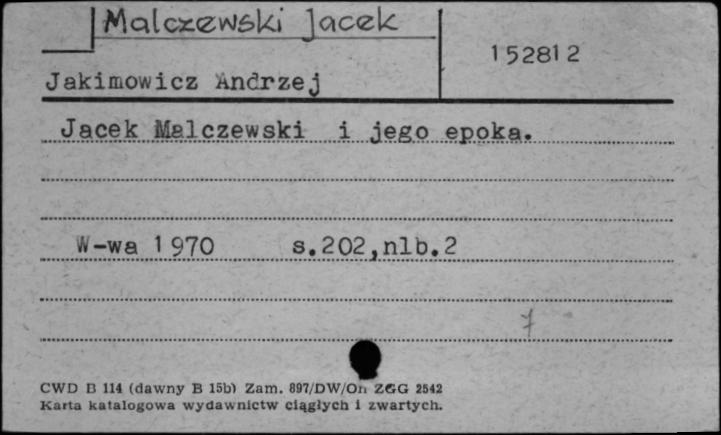 Malczewski Jacek
152812
Jakimowicz Andrzej
Jacek Malczewski i jego epoka.
W-wa 1970 s.202,nlb.2
7
CWD B 114 (dawny B 15b) Zam. 897/DW/On ZGG 2542
Karta katalogowa wydawnictw ciągłych i zwartych.